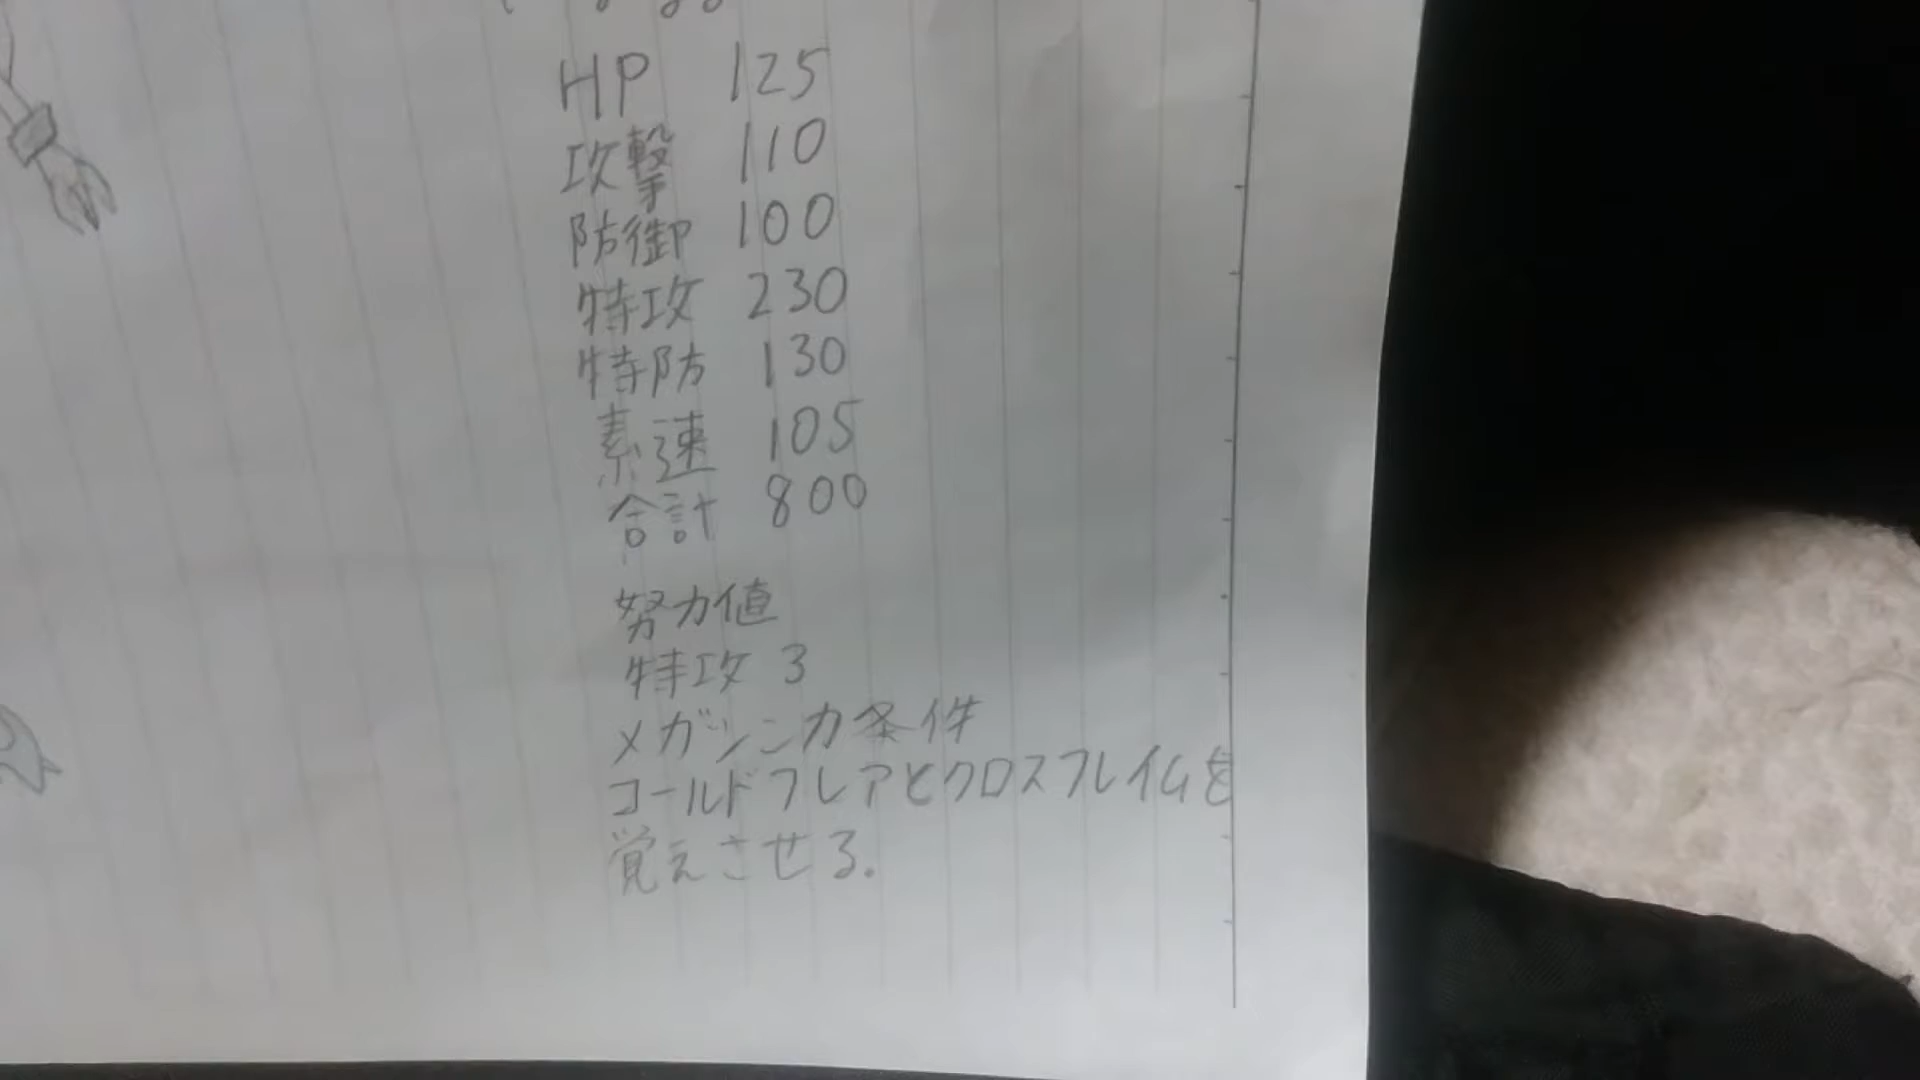 HP 125
攻撃 110
防御 100
特攻 230
特防 130
素速 105
合計 800
努力値
特攻 3
メガシンカ条件
コールドフレアとクロスフレイムを
覚えさせる.